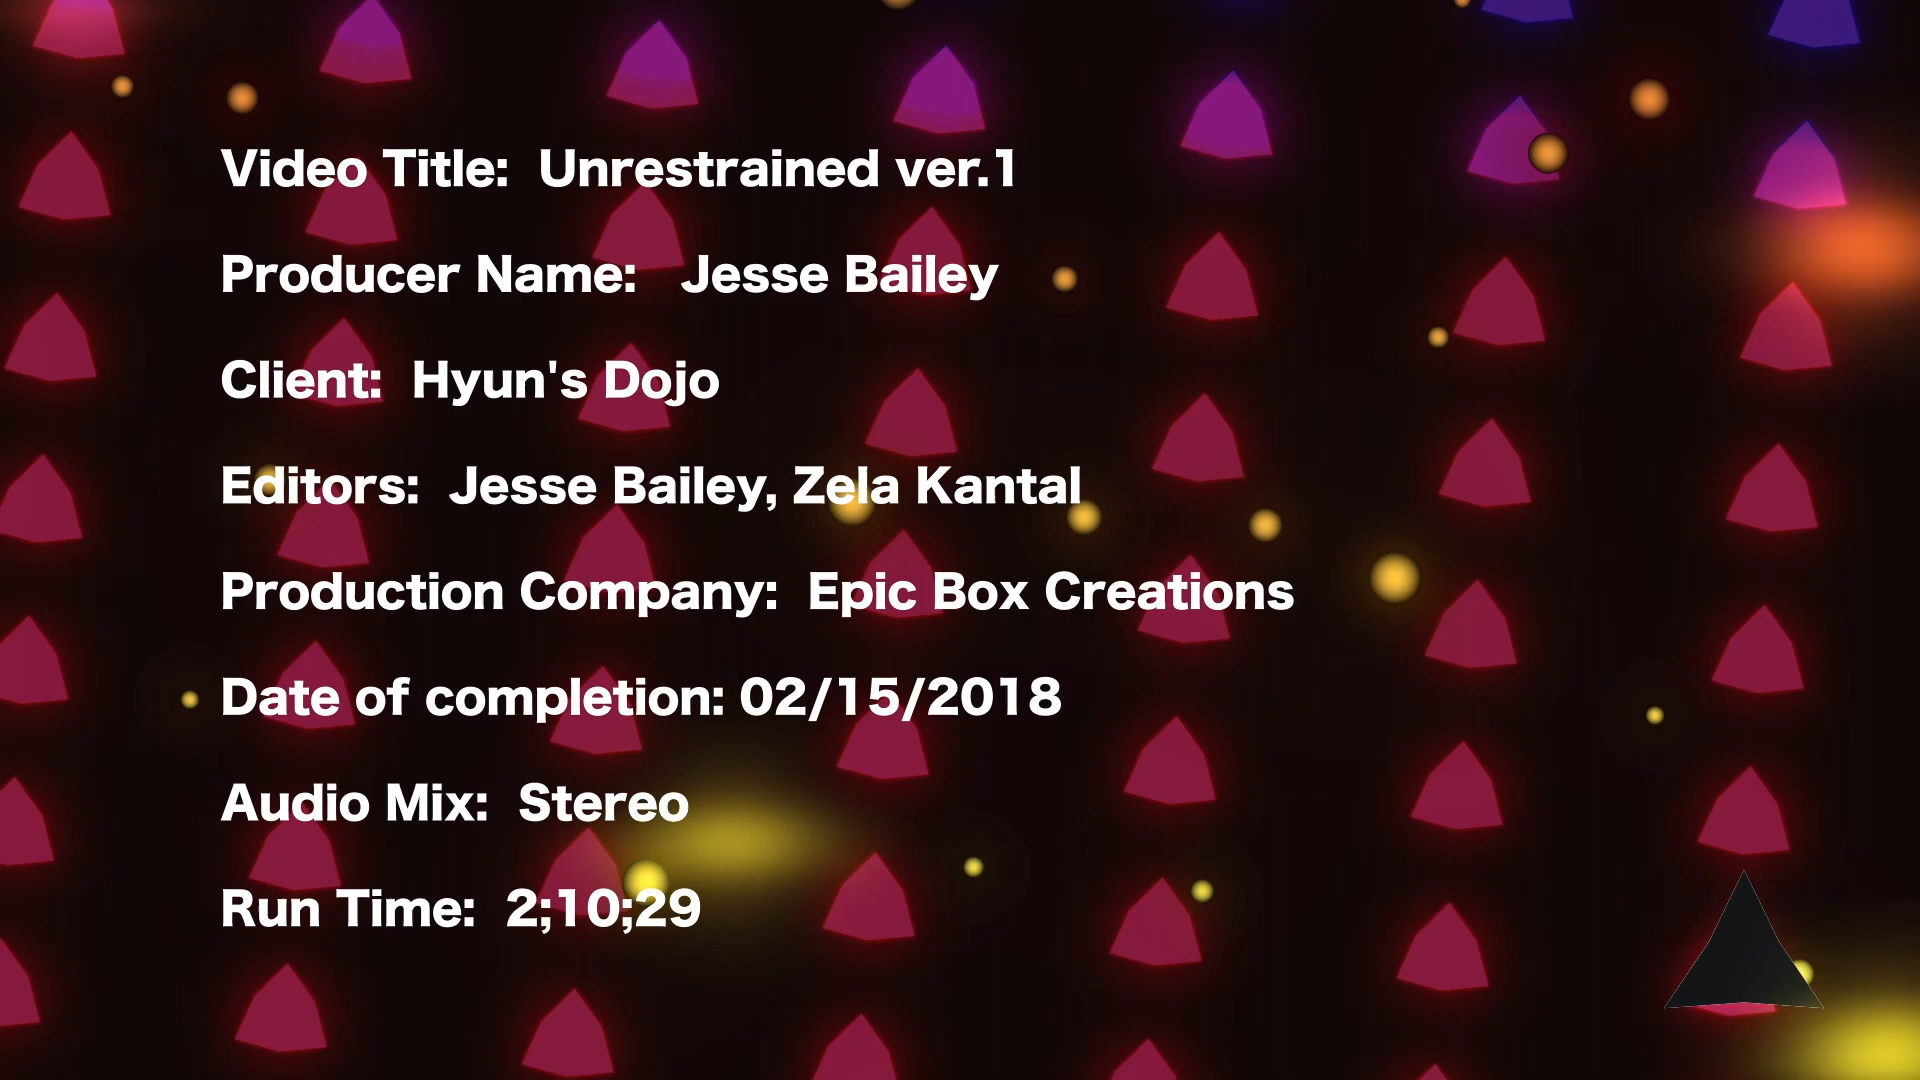 Video Title: Unrestrained ver.1
Producer Name: Jesse Bailey
Client: Hyun's Dojo
Editors: Jesse Bailey, Zela Kantal
Production Company: Epic Box Creations
Date of completion: 02/15/2018
Audio Mix: Stereo
Run Time: 2;10;29